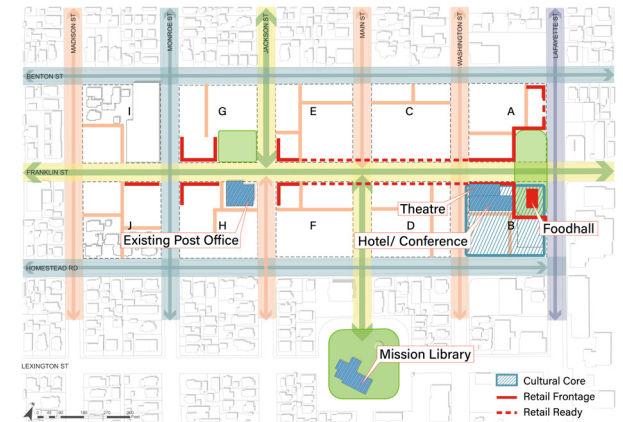 MADISON ST
MONROE ST
JACKSON ST
MAIN ST
WASHINGTON ST
LAFAYETTE ST
BENTON ST
I
G
E
C
A
FRANKLIN ST
J
H
F
D
B
Theatre
Existing Post Office
Hotel/ Conference
Foodhall
HOMESTEAD RD
Mission Library
LEXINGTON ST
Cultural Core
Retail Frontage
Retail Ready